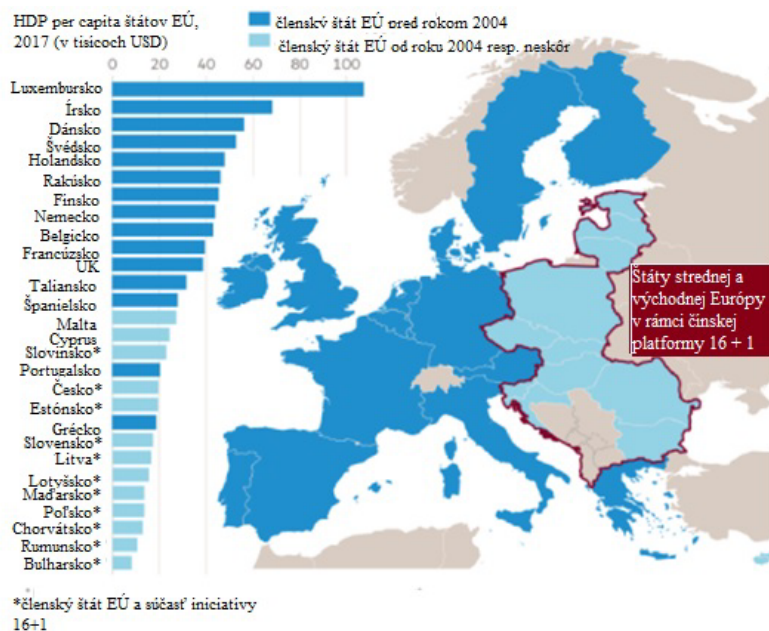 HDP per capita štátov EÚ,
2017 (v tisícoch USD)
členský štát EÚ pred rokom 2004
členský štát EÚ od roku 2004 resp. neskôr
0 20 40 60 80 100
Luxembursko
Írsko
Dánsko
Švédsko
Holandsko
Rakúsko
Fínsko
Nemecko
Belgicko
Francúzsko
UK
Taliansko
Španielsko
Malta
Cyprus
Slovinsko*
Portugalsko
Česko*
Estónsko*
Grécko
Slovensko*
Litva*
Lotyšsko*
Maďarsko*
Poľsko*
Chorvátsko*
Rumunsko*
Bulharsko*
Štáty strednej a
východnej Európy
v rámci čínskej
platformy 16 + 1
*členský štát EÚ a súčasť iniciatívy
16+1